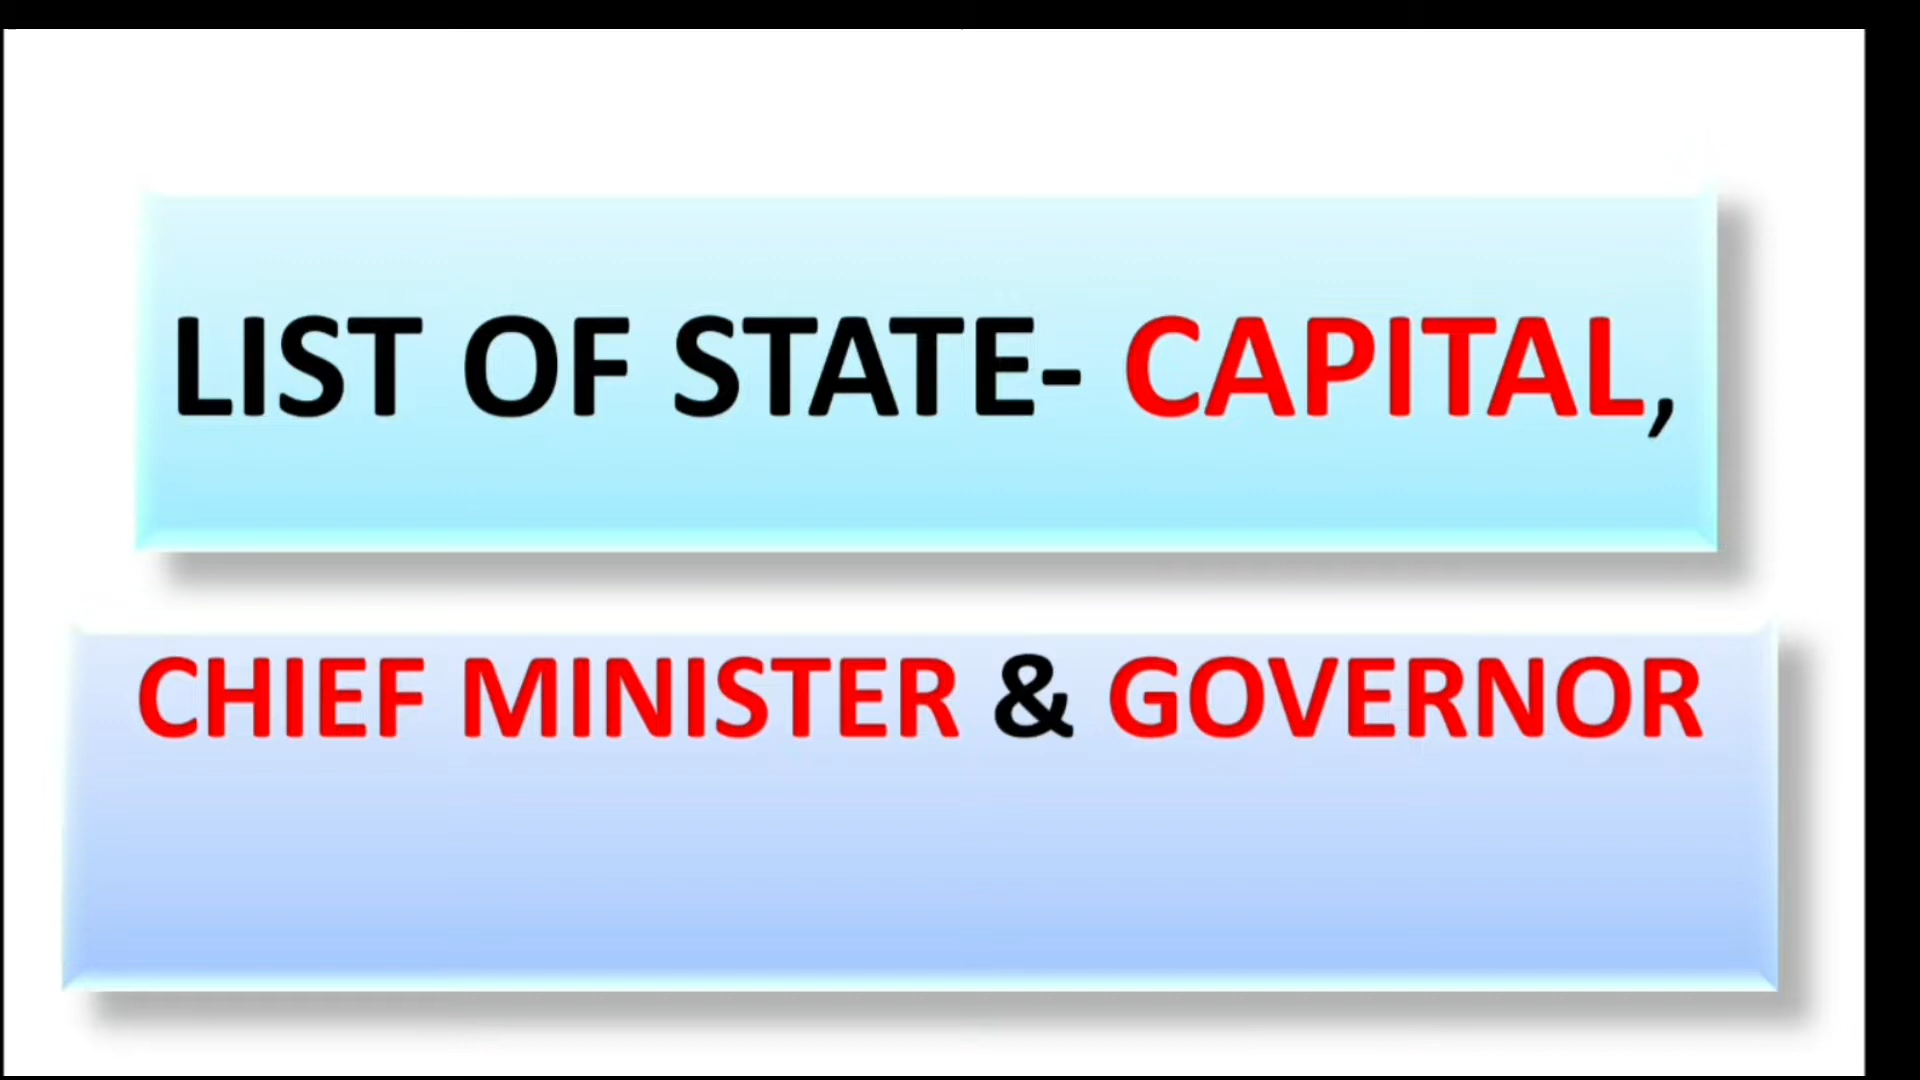 LIST OF STATE- CAPITAL,
CHIEF MINISTER & GOVERNOR